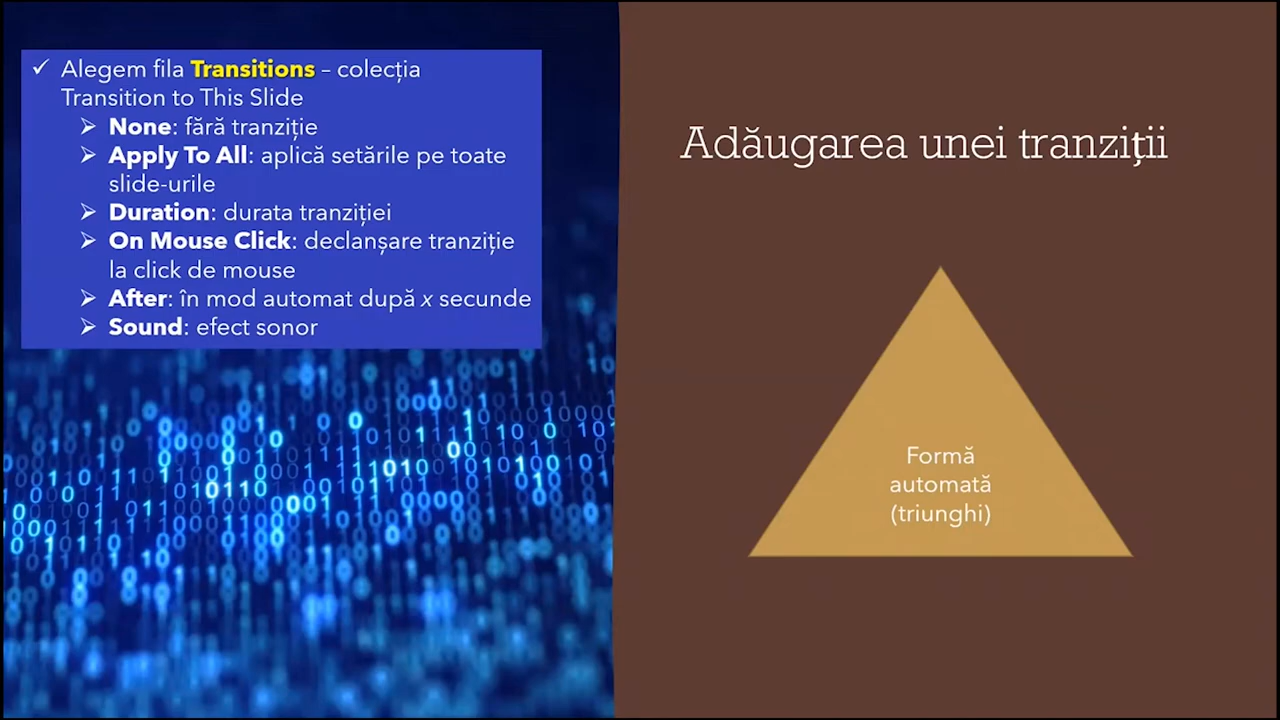 ✓ Alegem fila Transitions – colecția
Transition to This Slide
➢ None: fără tranziție
➢ Apply To All: aplică setările pe toate
slide-urile
➢ Duration: durata tranziției
➢ On Mouse Click: declanșare tranziție
la click de mouse
➢ After: în mod automat după x secunde
➢ Sound: efect sonor
Adăugarea unei tranziții
Formă
automată
(triunghi)